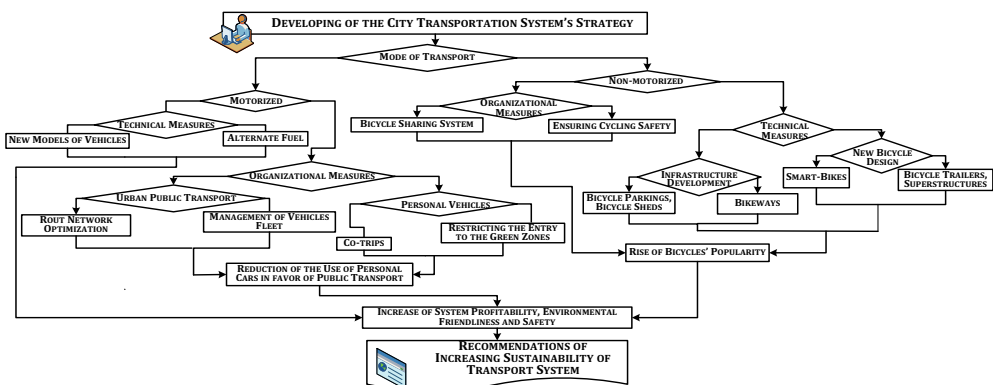 DEVELOPING OF THE CITY TRANSPORTATION SYSTEM'S STRATEGY
MODE OF TRANSPORT
NON-MOTORIZED
MOTORIZED
ORGANIZATIONAL
MEASURES
TECHNICAL MEASURES
BICYCLE SHARING SYSTEM
ENSURING CYCLING SAFETY
TECHNICAL
MEASURES
NEW MODELS OF VEHICLES
ALTERNATE FUEL
NEW BICYCLE
DESIGN
ORGANIZATIONAL MEASURES
INFRASTRUCTURE
DEVELOPMENT
SMART-BIKES
BICYCLE TRAILERS,
SUPERSTRUCTURES
URBAN PUBLIC TRANSPORT
PERSONAL VEHICLES
BICYCLE PARKINGS,
BICYCLE SHEDS
BIKEWAYS
ROUT NETWORK
OPTIMIZATION
MANAGEMENT OF VEHICLES
FLEET
CO-TRIPS
RESTRICTING THE ENTRY
TO THE GREEN ZONES
RISE OF BICYCLES' POPULARITY
REDUCTION OF THE USE OF PERSONAL
CARS IN FAVOR OF PUBLIC TRANSPORT
INCREASE OF SYSTEM PROFITABILITY, ENVIRONMENTAL
FRIENDLINESS AND SAFETY
RECOMMENDATIONS OF
INCREASING SUSTAINABILITY OF
TRANSPORT SYSTEM